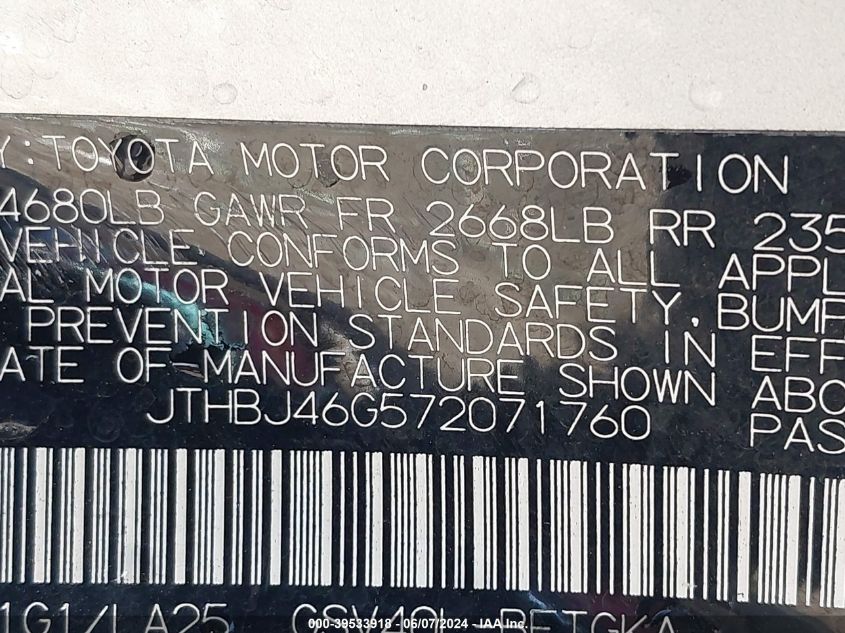 Y:TOYOTA MOTOR CORPORATION
4680LB GAWR FR 2668LB RR 235
VEHICLE CONFORMS TO ALL APPL
AL MOTOR VEHICLE SAFETY, BUMP
PREVENTION STANDARDS IN EFF
ATE OF MANUFACTURE SHOWN ABO
JTHBJ46G572071760 PAS
1G1/LA25 GSV40L-BETGKA
000-39533918 - 06/07/2024 - IAA Inc.